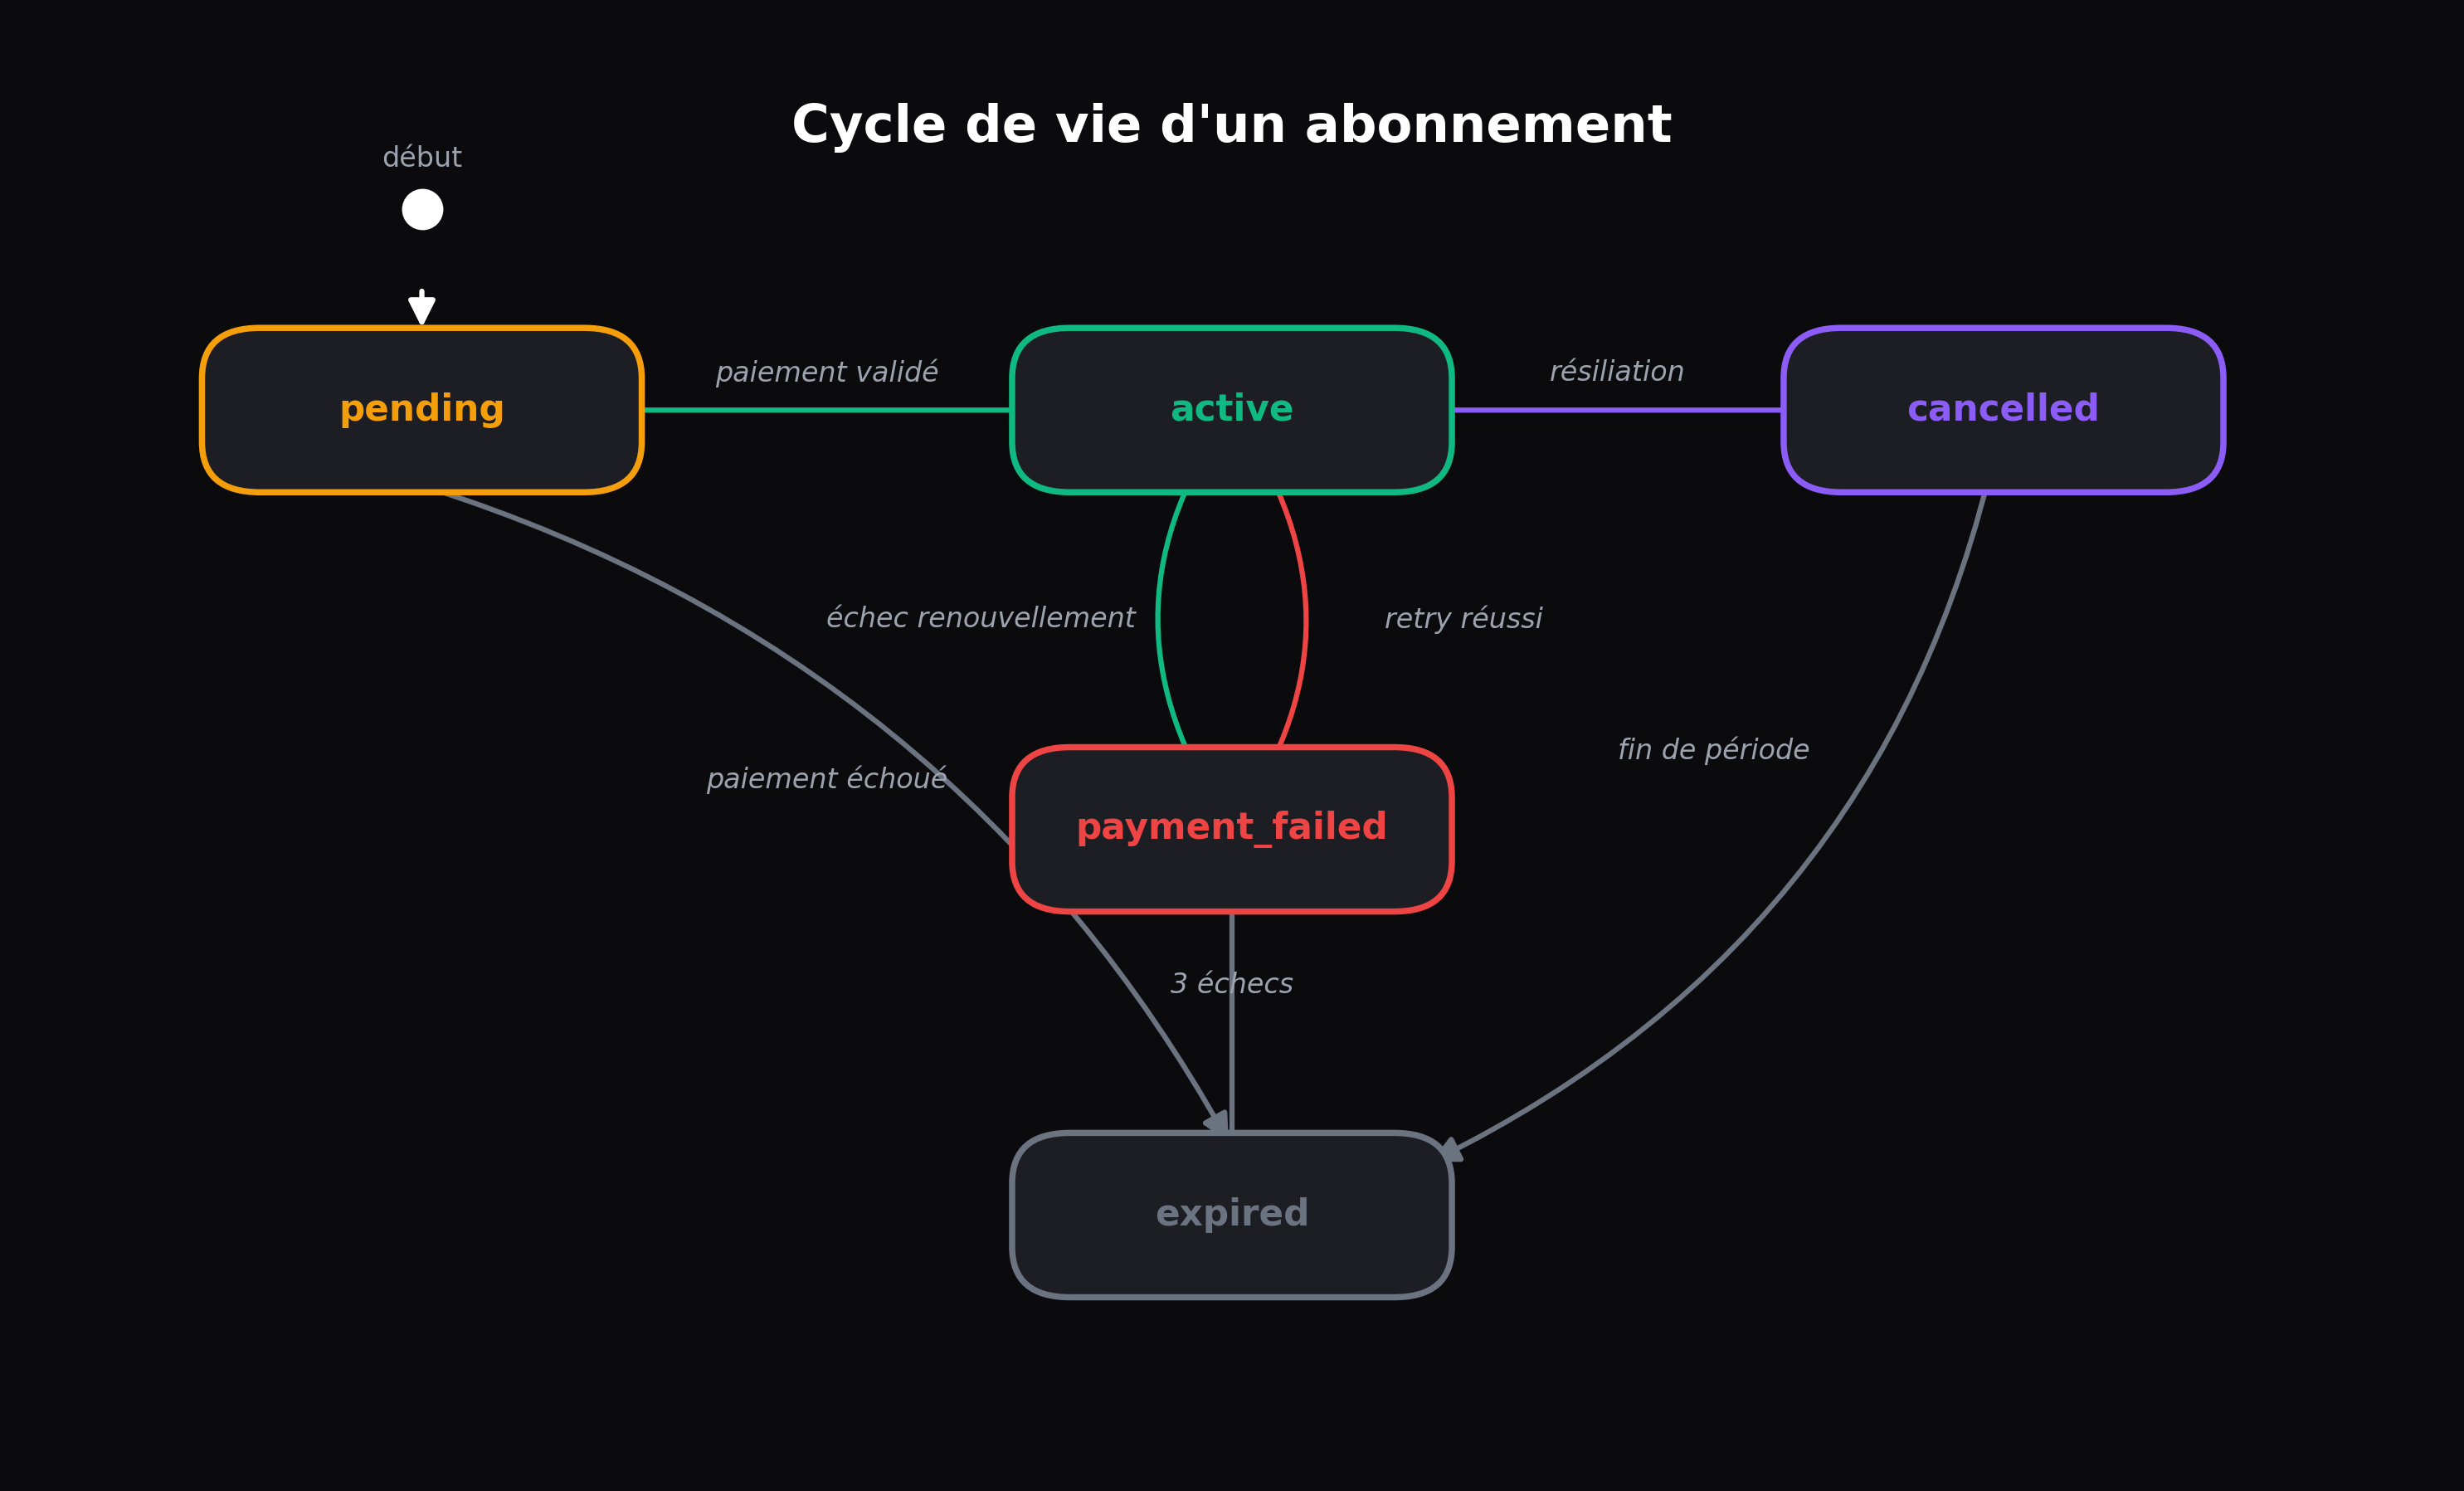 Cycle de vie d'un abonnement
début
pending
paiement validé
active
résiliation
cancelled
échec renouvellement
retry réussi
fin de période
paiement échoué
payment_failed
3 échecs
expired